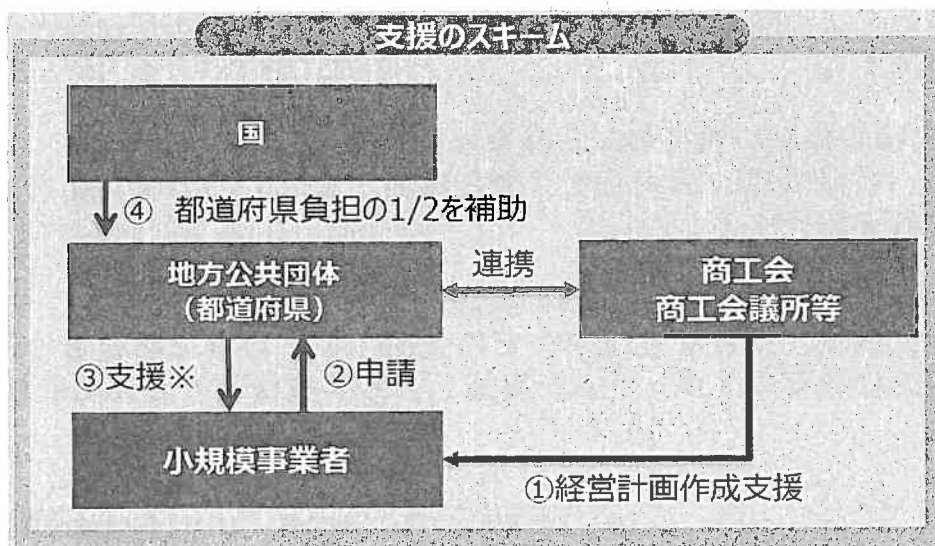 支援のスキーム
国
④ 都道府県負担の1/2を補助
地方公共団体
（都道府県）
連携
商工会
商工会議所等
③支援※
②申請
小規模事業者
①経営計画作成支援